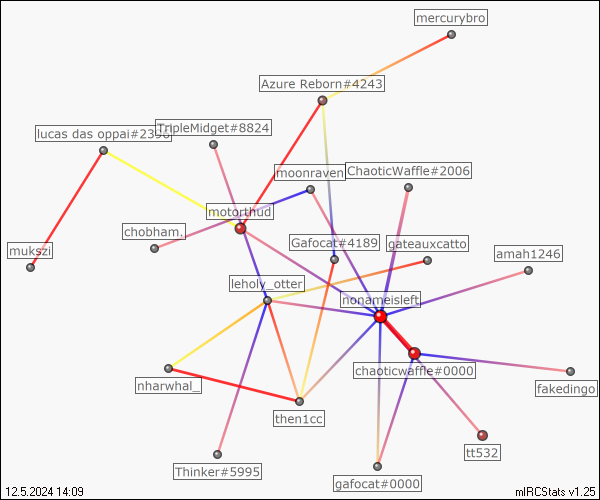 mercurybro
Azure Reborn#4243
TripleMidget#8824
lucas das oppai#2396
moonraven
ChaoticWaffle#2006
motorthud
chobham.
Gafocat#4189
gateauxcatto
mukszi
amah1246
leholy_otter
nonameisleft
chaoticwaffle#0000
nharwhal_
fakedingo
then1cc
tt532
Thinker#5995
gafocat#0000
12.5.2024 14:09
mIRCStats v1.25